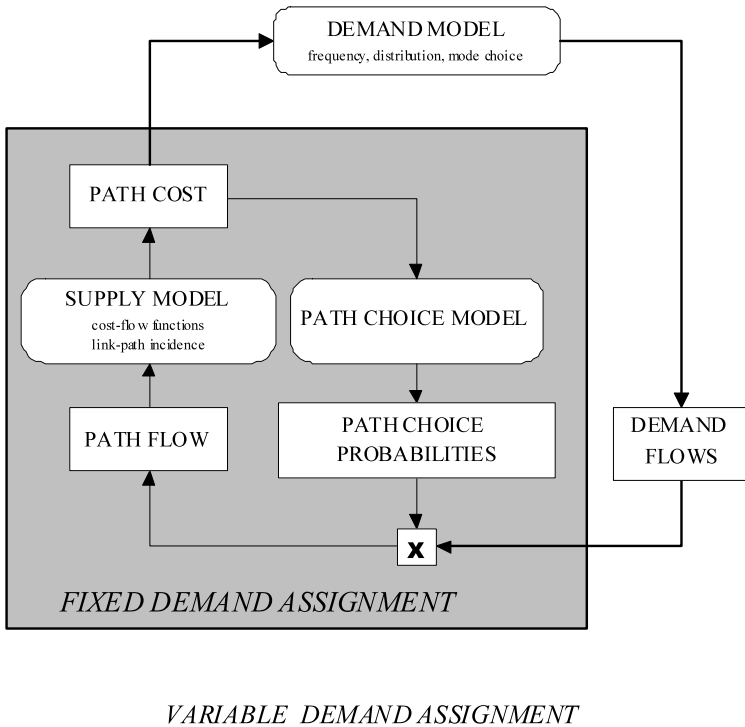 DEMAND MODEL
frequency, distribution, mode choice
PATH COST
SUPPLY MODEL
cost-flow functions
link-path incidence
PATH CHOICE MODEL
PATH FLOW
PATH CHOICE
PROBABILITIES
DEMAND
FLOWS
x
FIXED DEMAND ASSIGNMENT
VARIABLE DEMAND ASSIGNMENT